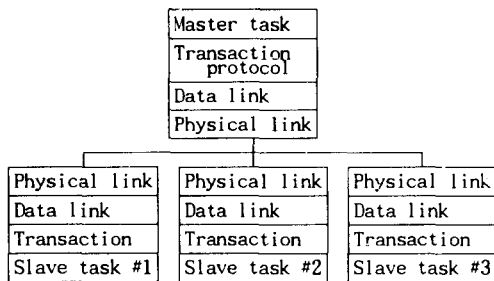 Master task
Transaction
protocol
Data link
Physical link
Physical link
Data link
Transaction
Slave task #1
Physical link
Data link
Transaction
Slave task #2
Physical link
Data link
Transaction
Slave task #3